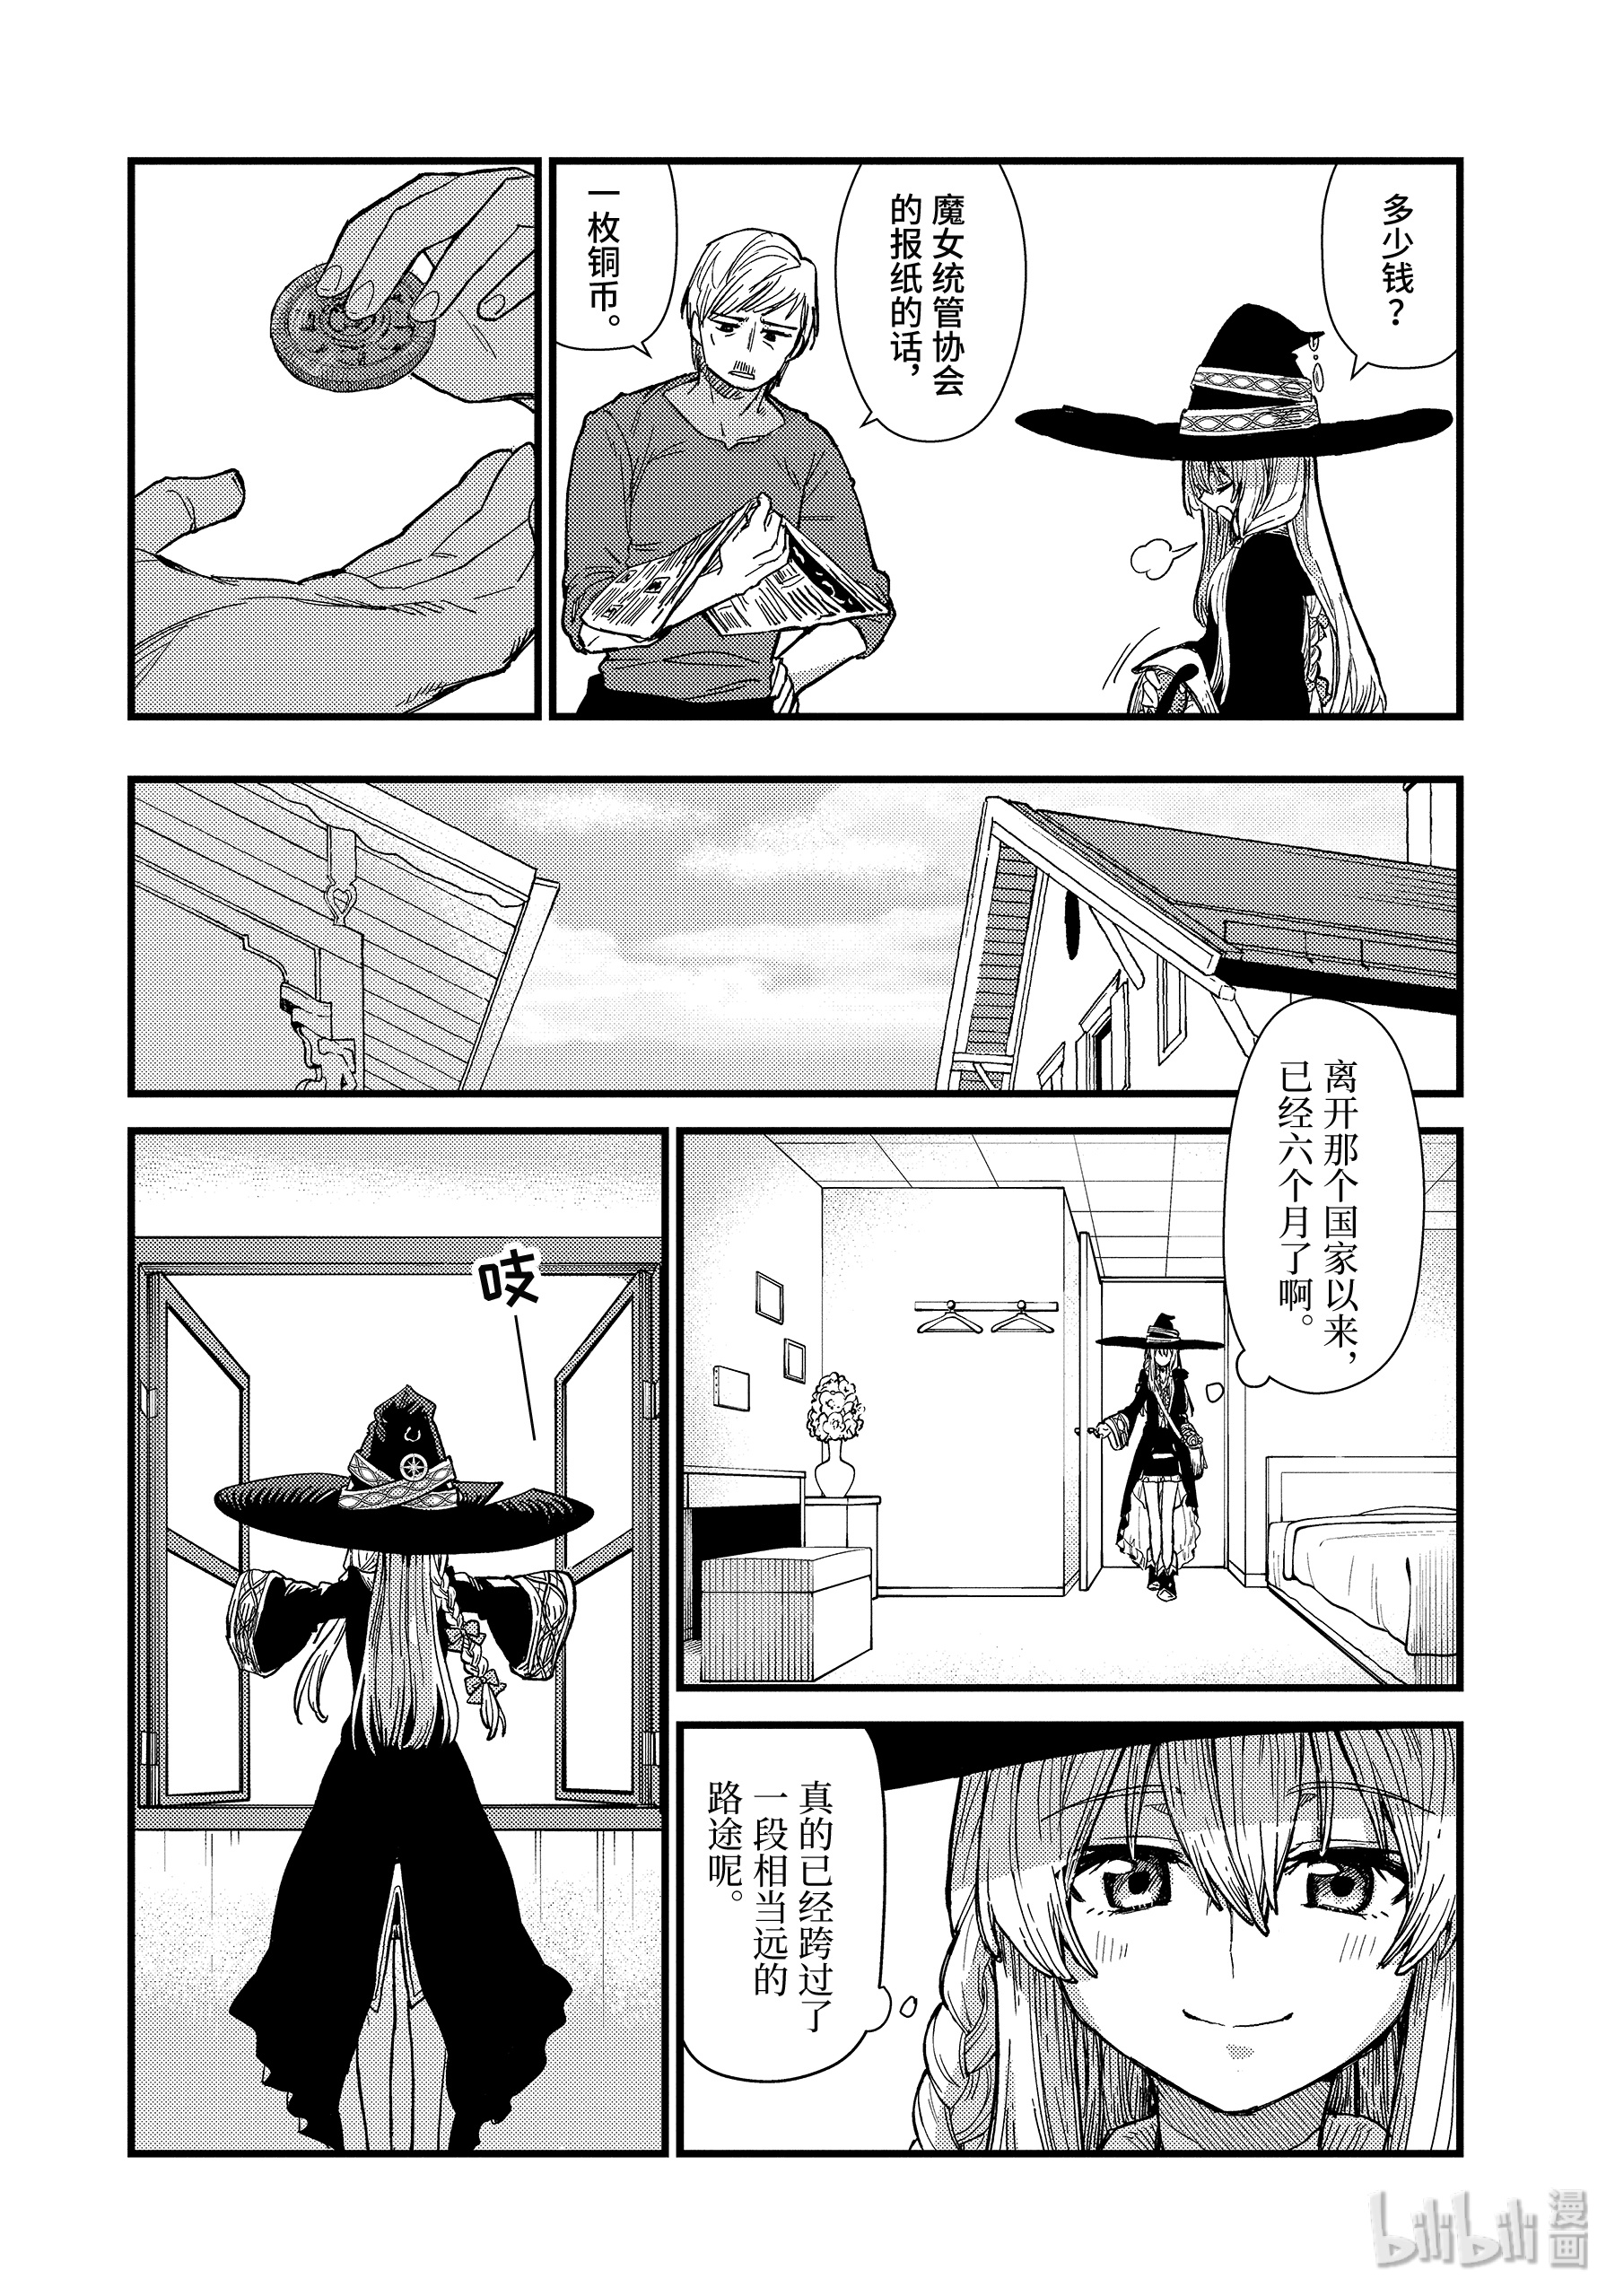 多少钱？
魔女统管协会
的报纸的话，
一枚铜币。
离开那个国家以来，
已经六个月了啊。
吱
真的已经跨过了
一段相当远的
路途呢。
bilibili漫画